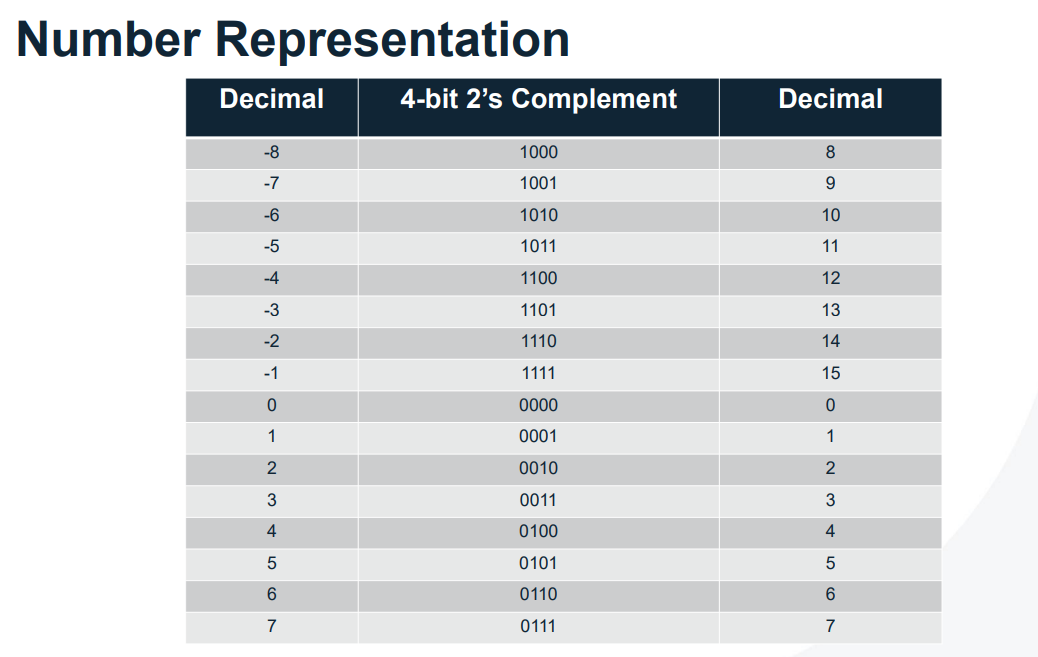 Number Representation
Decimal 4-bit 2’s Complement Decimal
-8 1000 8
-7 1001 9
-6 1010 10
-5 1011 11
-4 1100 12
-3 1101 13
-2 1110 14
-1 1111 15
0 0000 0
1 0001 1
2 0010 2
3 0011 3
4 0100 4
5 0101 5
6 0110 6
7 0111 7